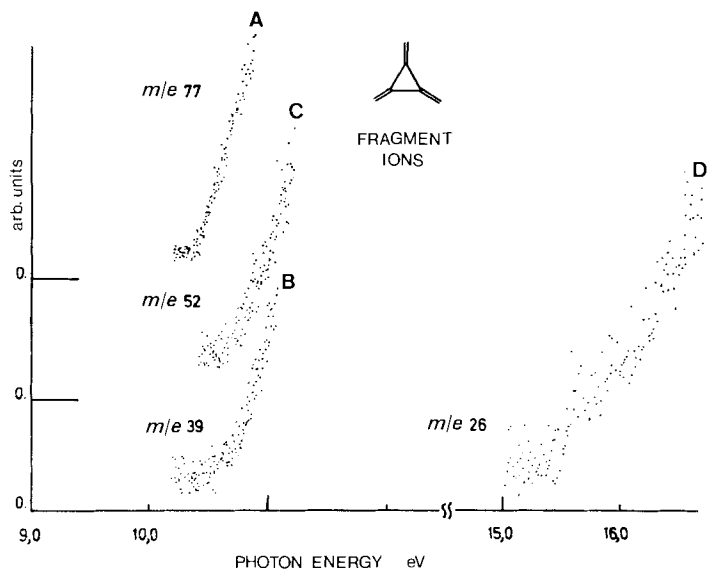 A
m/e 77
C
FRAGMENT
IONS
D
arb. units
0.
m/e 52
B
0.
m/e 39
m/e 26
0.
9,0
10,0
15,0
16,0
PHOTON ENERGY eV